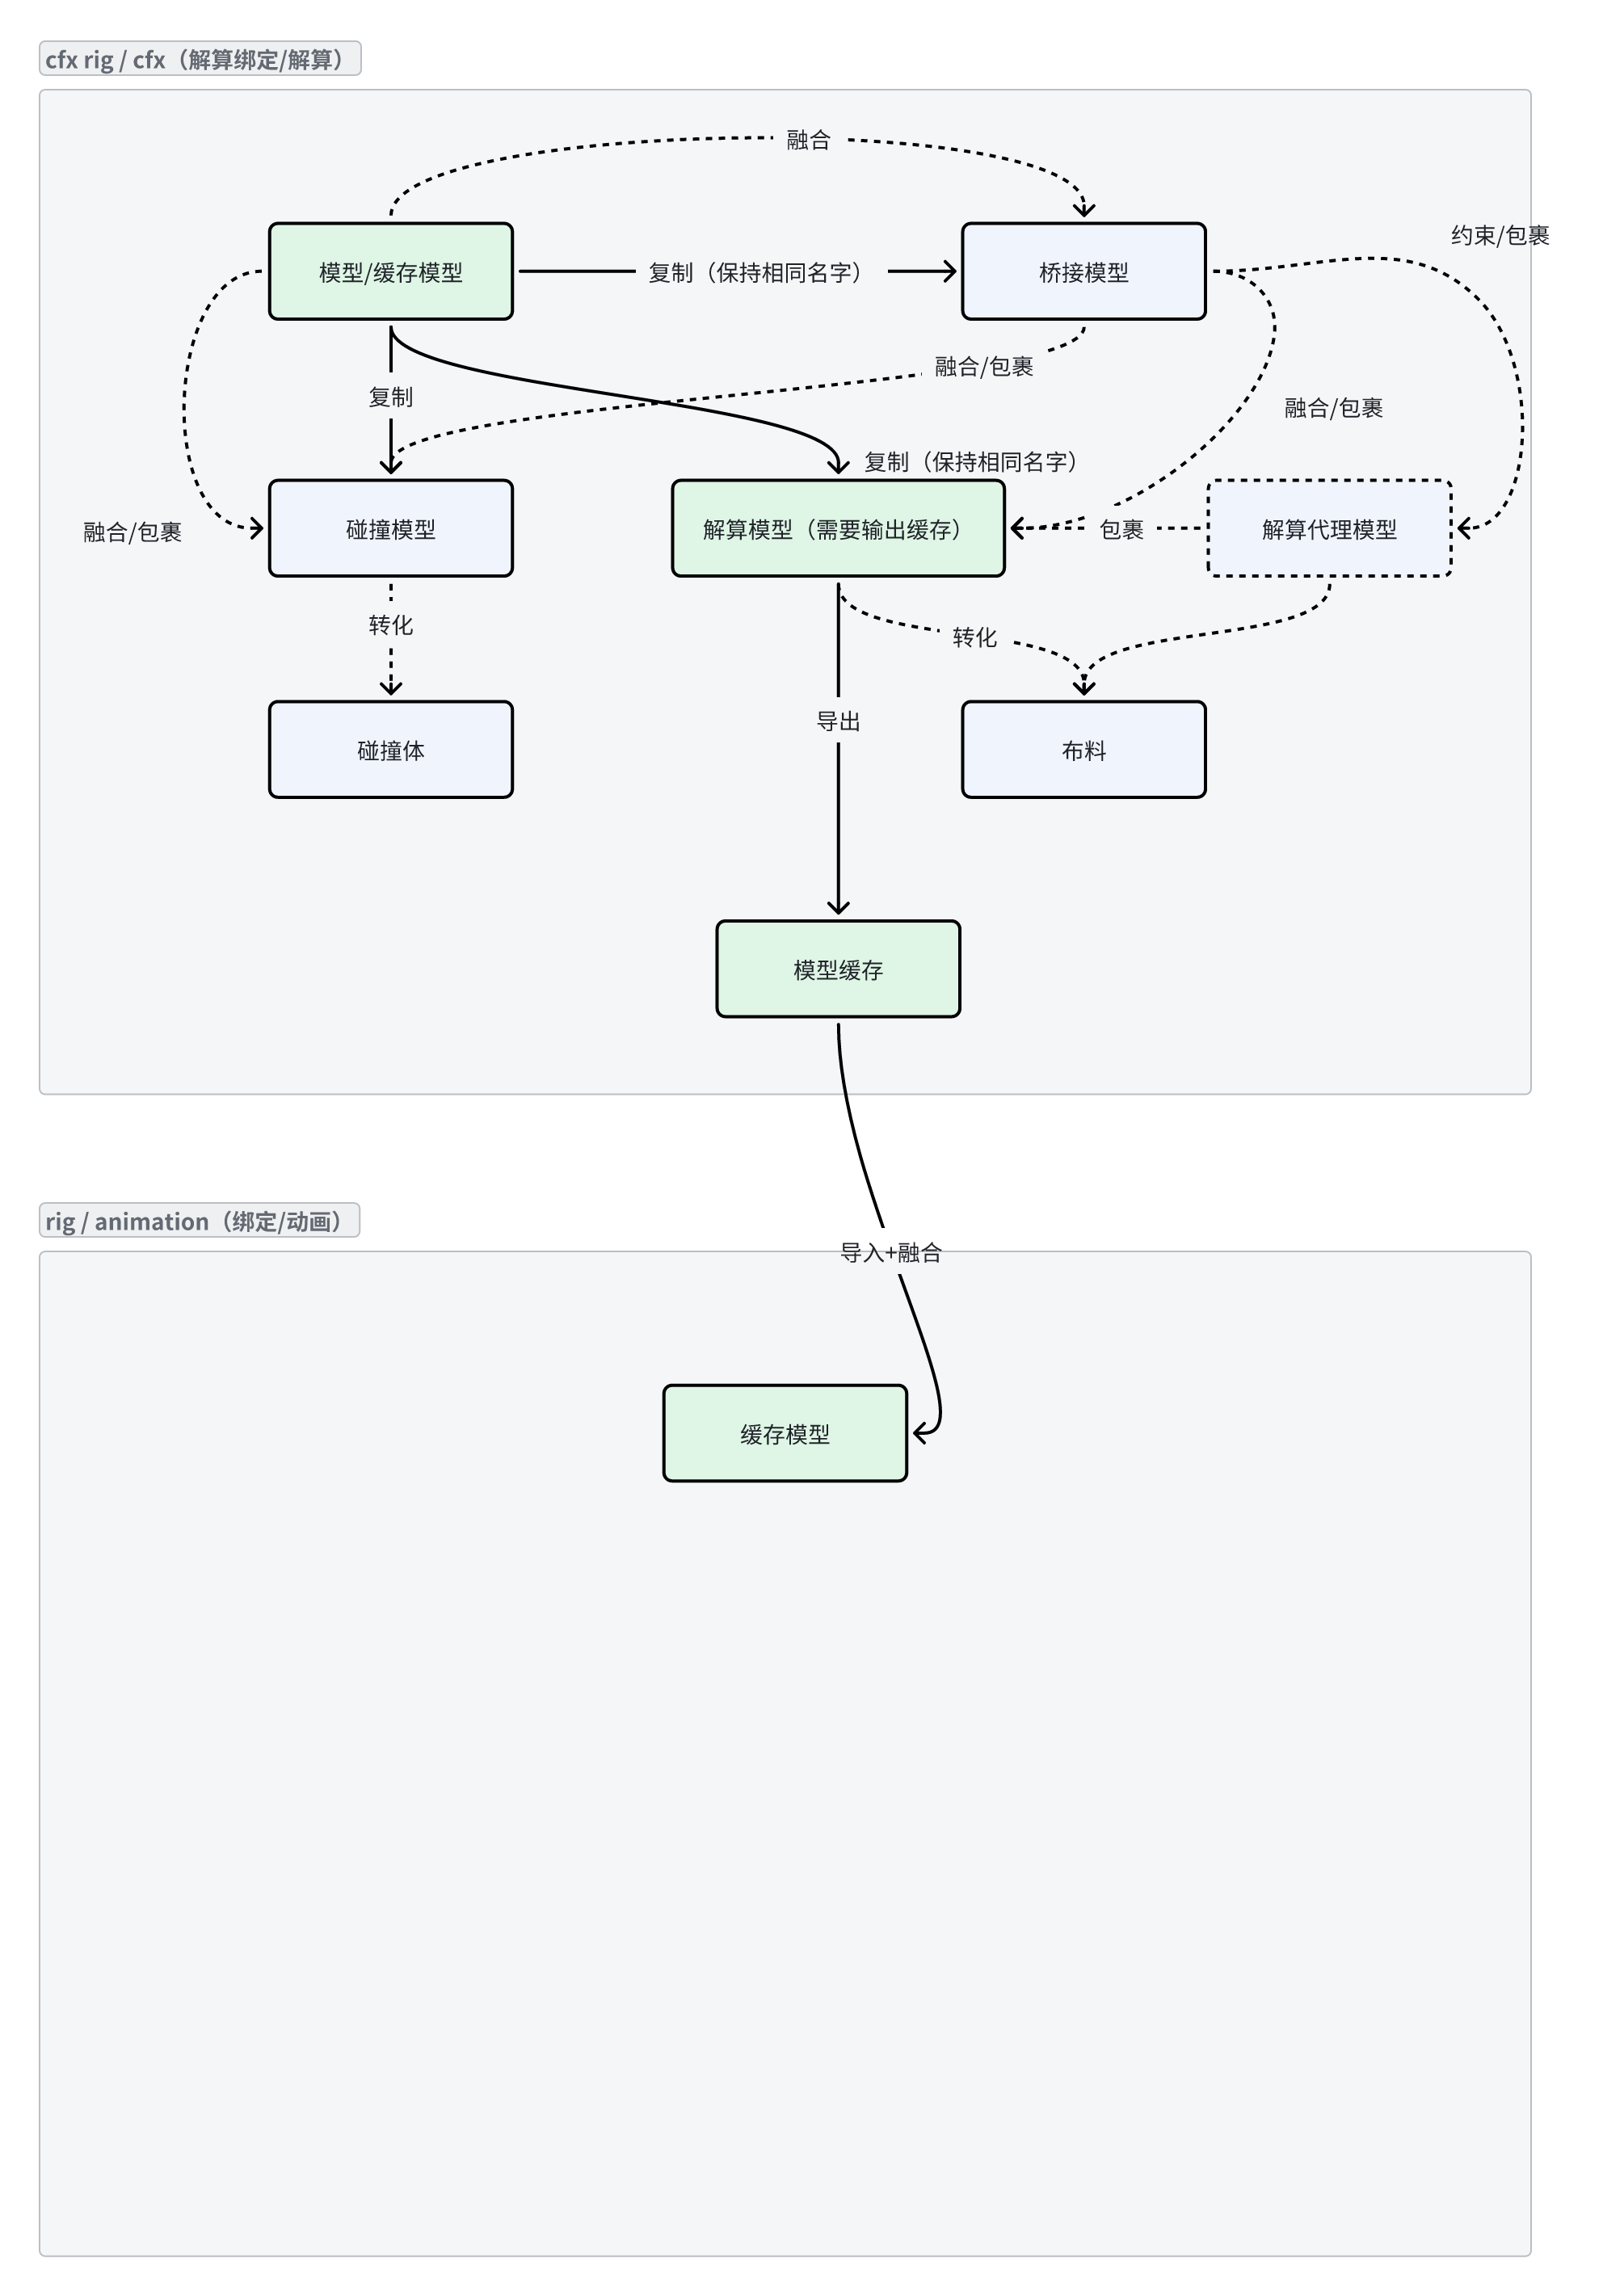 cfx rig / cfx（解算绑定/解算）
融合
约束/包裹
模型/缓存模型
复制（保持相同名字）
桥接模型
融合/包裹
复制
融合/包裹
复制（保持相同名字）
融合/包裹
碰撞模型
解算模型（需要输出缓存）
包裹
解算代理模型
转化
转化
导出
碰撞体
布料
模型缓存
rig / animation（绑定/动画）
导入+融合
缓存模型